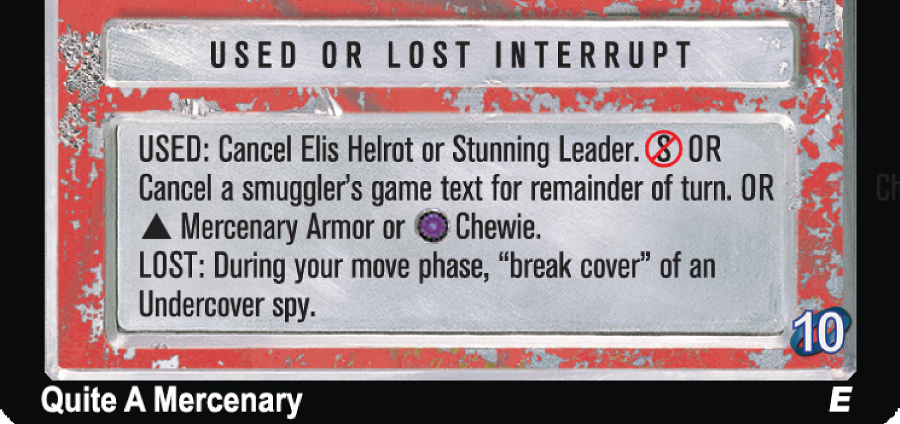 USED OR LOST INTERRUPT
USED: Cancel Elis Helrot or Stunning Leader. S OR
Cancel a smuggler's game text for remainder of turn. OR
▲ Mercenary Armor or Chewie.
LOST: During your move phase, “break cover” of an
Undercover spy.
10
Quite A Mercenary E
Ch